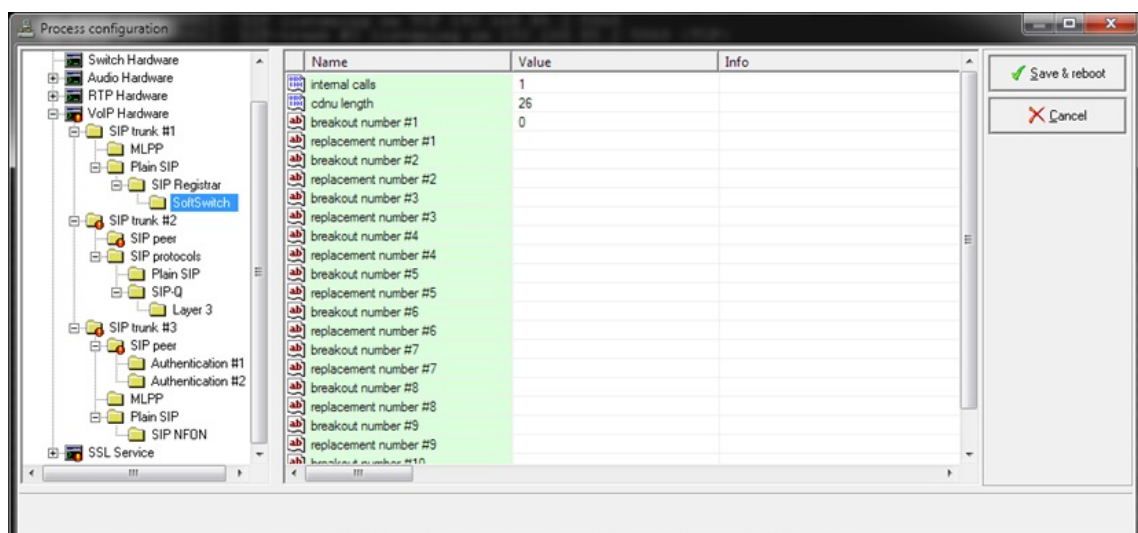 Process configuration
Switch Hardware
Audio Hardware
RTP Hardware
VoIP Hardware
SIP trunk #1
MLPP
Plain SIP
SIP Registrar
SoftSwitch
SIP trunk #2
SIP peer
SIP protocols
Plain SIP
SIP-Q
Layer 3
SIP trunk #3
SIP peer
Authentication #1
Authentication #2
MLPP
Plain SIP
SIP NFON
SSL Service
Name Value Info
internal calls 1
cdnu length 26
breakout number #1 0
replacement number #1
breakout number #2
replacement number #2
breakout number #3
replacement number #3
breakout number #4
replacement number #4
breakout number #5
replacement number #5
breakout number #6
replacement number #6
breakout number #7
replacement number #7
breakout number #8
replacement number #8
breakout number #9
replacement number #9
breakout number #10
Save & reboot
Cancel